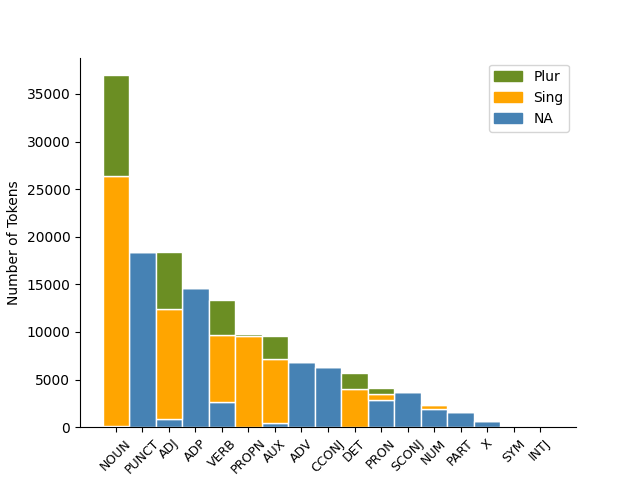 Plur
Sing
NA
35000
30000
25000
20000
15000
10000
5000
0
Number of Tokens
NOUN
PUNCT
ADJ
ADP
VERB
PROPN
AUX
ADV
CCONJ
DET
PRON
SCONJ
NUM
PART
X
SYM
INTJ